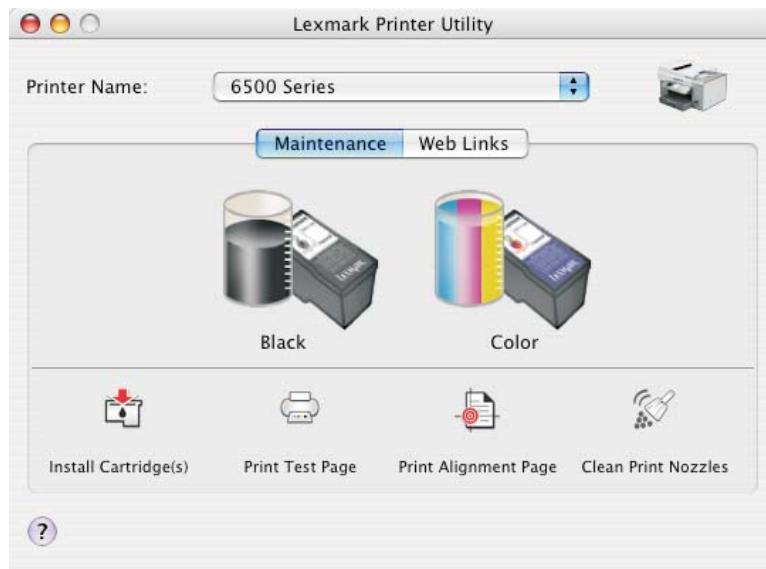 Lexmark Printer Utility
Printer Name: 6500 Series
Maintenance Web Links
Black Color
Install Cartridge(s) Print Test Page Print Alignment Page Clean Print Nozzles
?